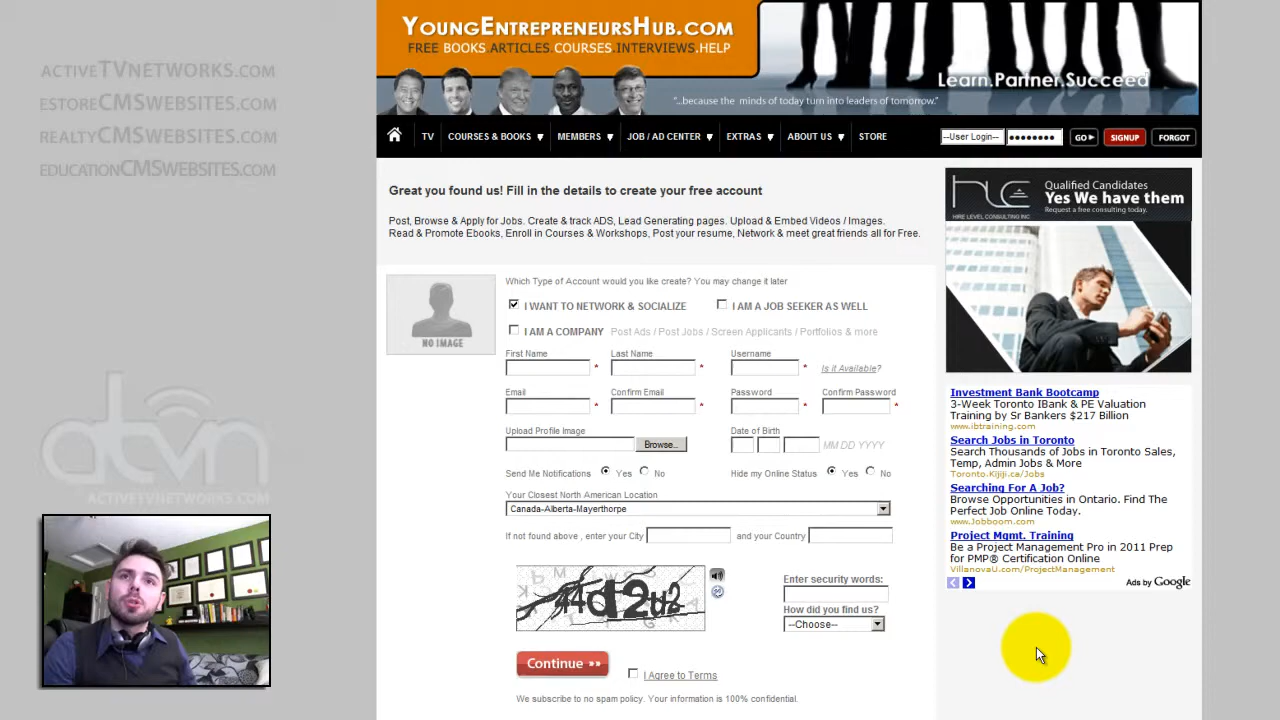 YOUNGENTREPRENEURSHUB.COM
FREE BOOKS ARTICLES.COURSES INTERVIEWS.HELP
Learn.Partner.Succeed
"...because the minds of today turn into leaders of tomorrow."
ACTIVETVNETWORKS.COM
ESTORECMSWEBSITES.COM
REALTYCMSWEBSITES.COM
EDUCATIONCMSWEBSITES.COM
TV COURSES & BOOKS MEMBERS JOB / AD CENTER EXTRAS ABOUT US STORE --User Login-- GO SIGNUP FORGOT
Great you found us! Fill in the details to create your free account
& Apply for Jobs. Create & track ADS, Lead Generating pages. Upload & Embed Videos / Images.
Read & Promote Ebooks, Enroll in Courses & Workshops, Post your resume, Network & meet great friends all for Free.
Which Type of Account would you like create? You may change it later
I WANT TO NETWORK & SOCIALIZE I AM A JOB SEEKER AS WELL
I AM A COMPANY Post Ads / Post Jobs / Screen Applicants / Portfolios & more
NO IMAGE
First Name Last Name Username
* * * Is it Available?
Email Confirm Email Password Confirm Password
* * *
Upload Profile Image Date of Birth
Browse... MM DD YYYY
Send Me Notifications Yes No Hide my Online Status Yes No
Your Closest North American Location
Canada-Alberta-Mayerthorpe
If not found above , enter your City and your Country
Enter security words:
How did you find us?
--Choose--
Continue »
I Agree to Terms
We subscribe to no spam policy. Your information is 100% confidential.
HLC
HIRE LEVEL CONSULTING INC
Qualified Candidates
Yes We have them
Request a free consulting today.
Investment Bank Bootcamp
3-Week Toronto IBank & PE Valuation
Training by Sr Bankers $217 Billion
www.ibtraining.com
Search Jobs in Toronto
Search Thousands of Jobs in Toronto Sales,
Temp, Admin Jobs & More
Toronto.Kijiji.ca/Jobs
Searching For A Job?
Browse Opportunities in Ontario. Find The
Perfect Job Online Today.
www.Jobboom.com
Project Mgmt. Training
Be a Project Management Pro in 2011 Prep
for PMP® Certification Online
VillanovaU.com/ProjectManagement
Ads by Google
atvn
ACTIVETVNETWORKS.COM